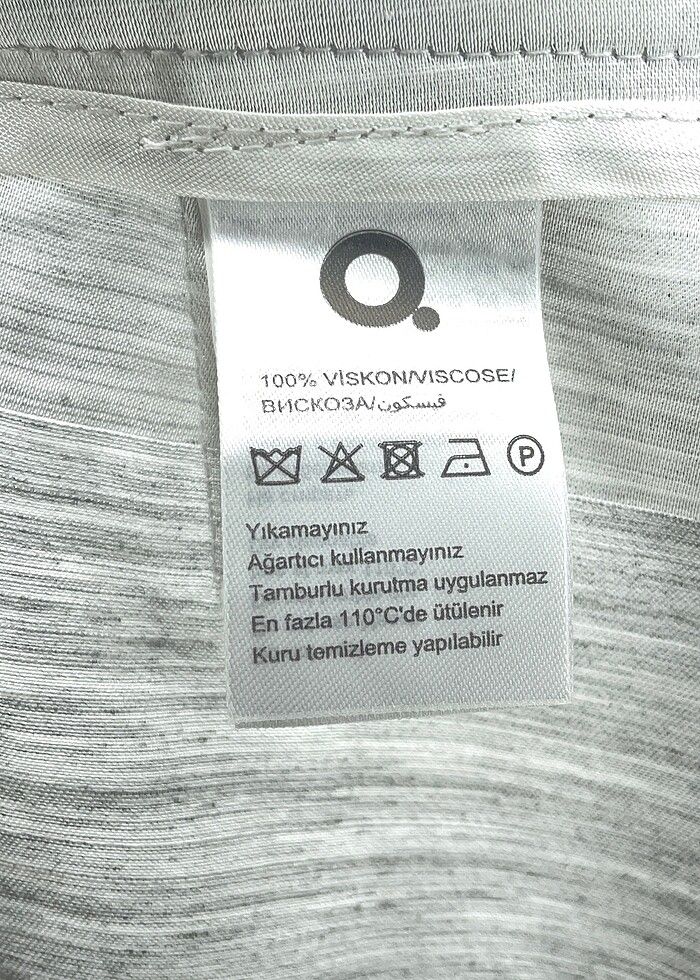 100% VİSKON/VISCOSE/
ВИСКОЗА/فيسكون
P
Yıkamayınız
Ağartıcı kullanmayınız
Tamburlu kurutma uygulanmaz
En fazla 110°C'de ütülenir
Kuru temizleme yapılabilir